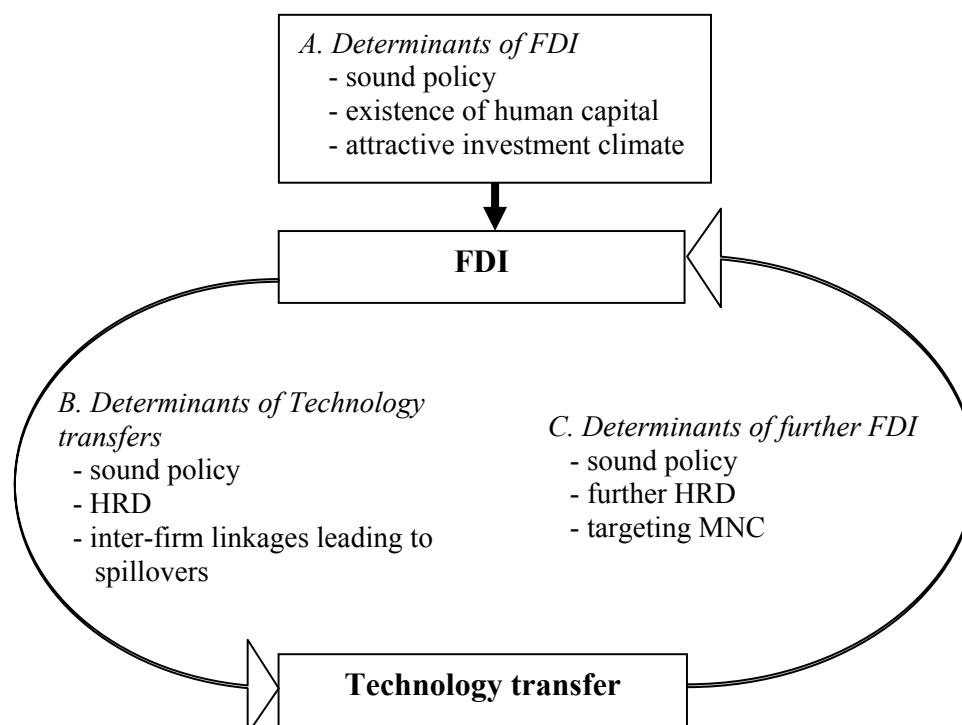 A. Determinants of FDI
- sound policy
- existence of human capital
- attractive investment climate
FDI
B. Determinants of Technology
transfers
- sound policy
- HRD
- inter-firm linkages leading to
spillovers
C. Determinants of further FDI
- sound policy
- further HRD
- targeting MNC
Technology transfer